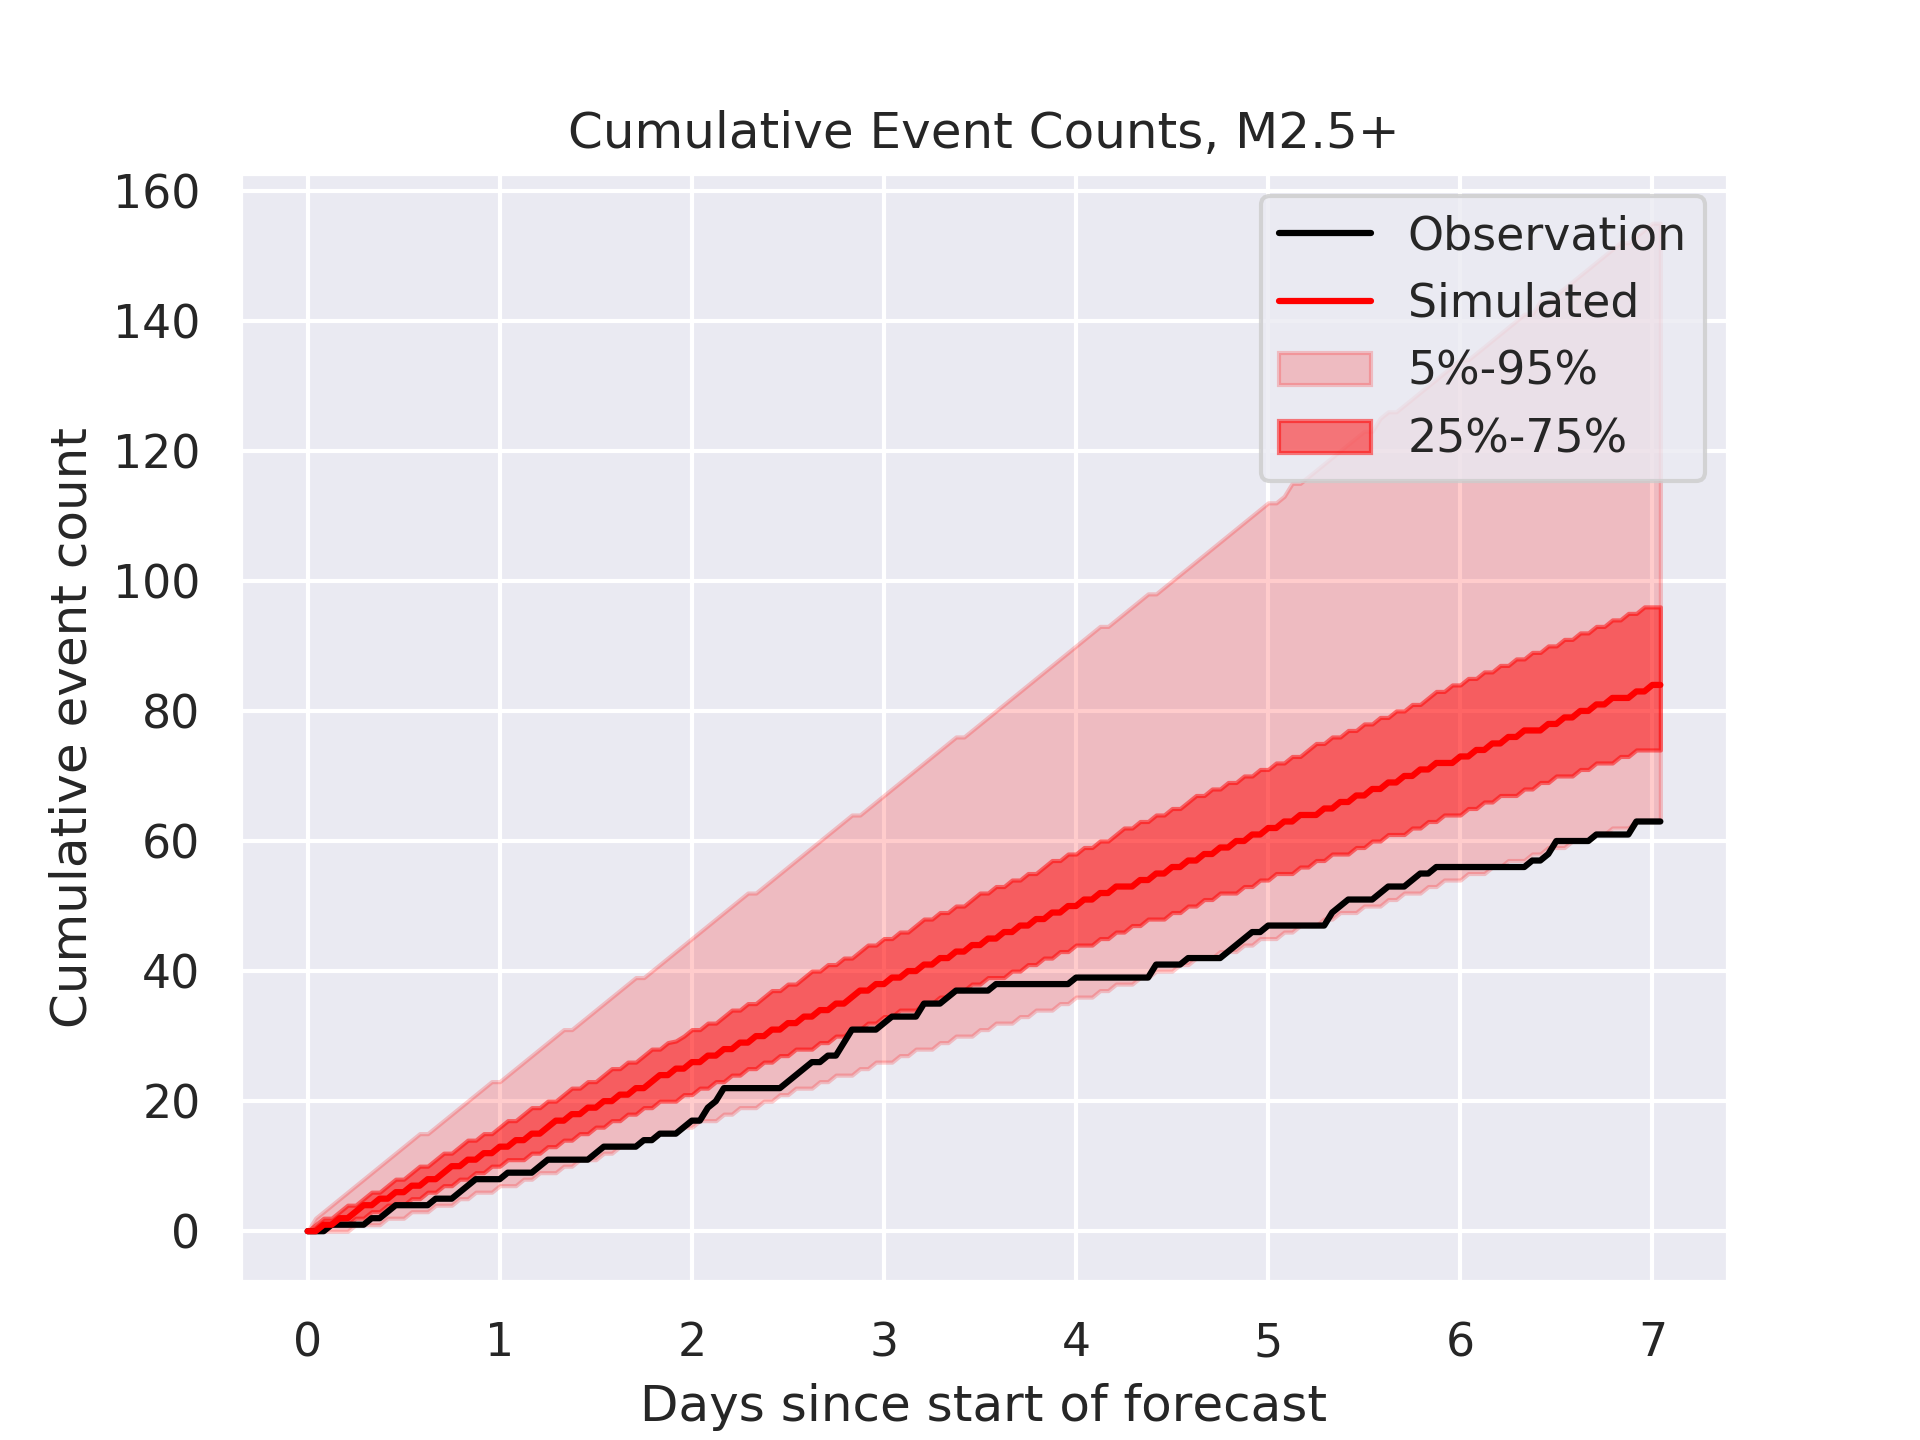 Cumulative Event Counts, M2.5+
160
140
120
100
80
60
40
20
0
Cumulative event count
Observation
Simulated
5%-95%
25%-75%
0 1 2 3 4 5 6 7
Days since start of forecast